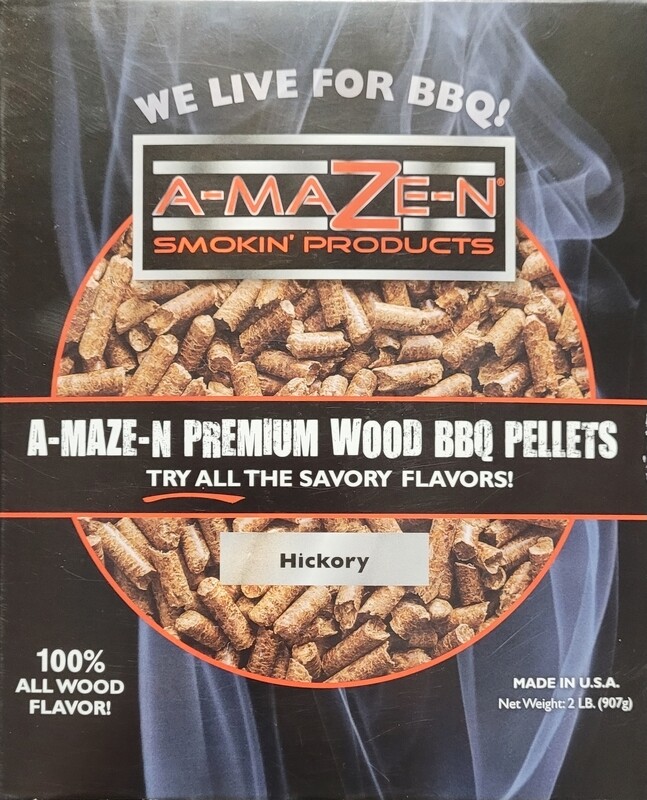 WE LIVE FOR BBQ!
A-MAZE-N®
SMOKIN' PRODUCTS
A-MAZE-N PREMIUM WOOD BBQ PELLETS
TRY ALL THE SAVORY FLAVORS!
Hickory
100%
ALL WOOD
FLAVOR!
MADE IN U.S.A.
Net Weight: 2 LB. (907g)